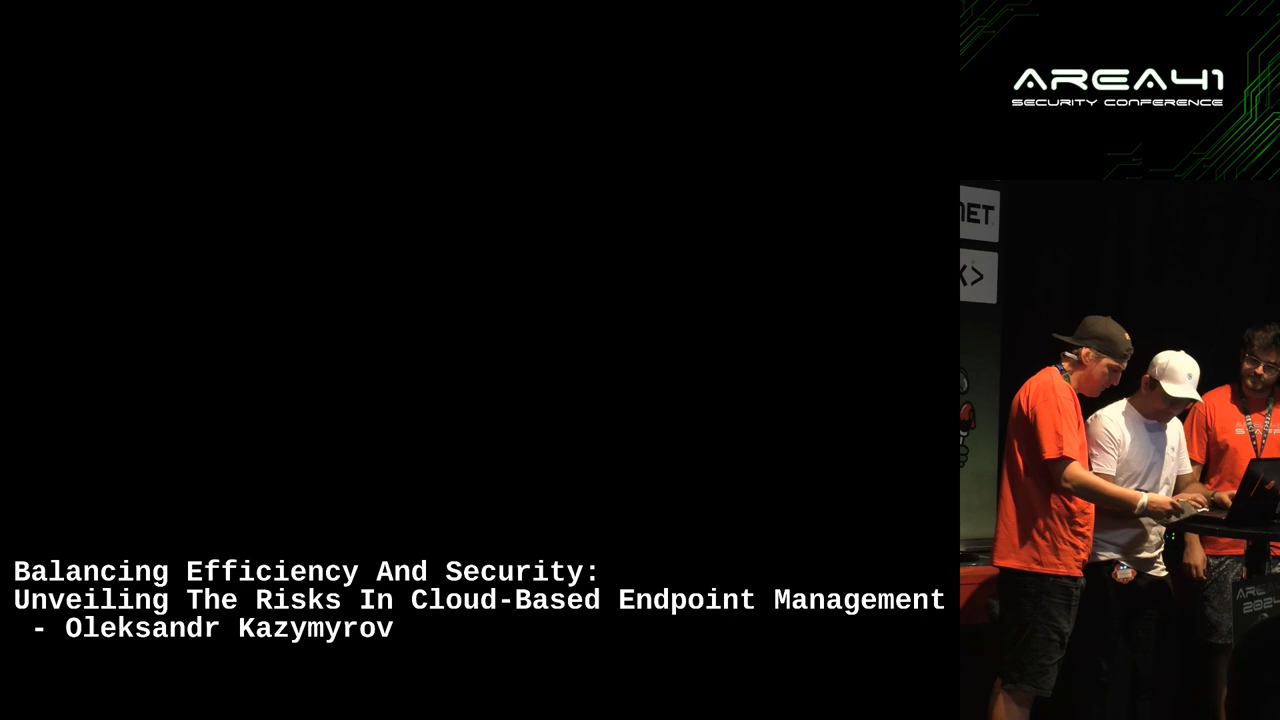 AREA41
SECURITY CONFERENCE
Balancing Efficiency And Security:
Unveiling The Risks In Cloud-Based Endpoint Management
- Oleksandr Kazymyrov